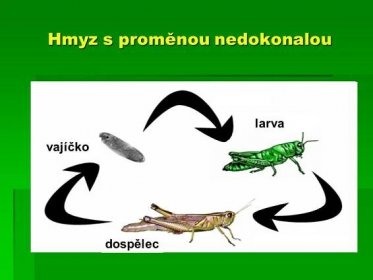 Hmyz s proměnou nedokonalou
larva
vajíčko
dospělec